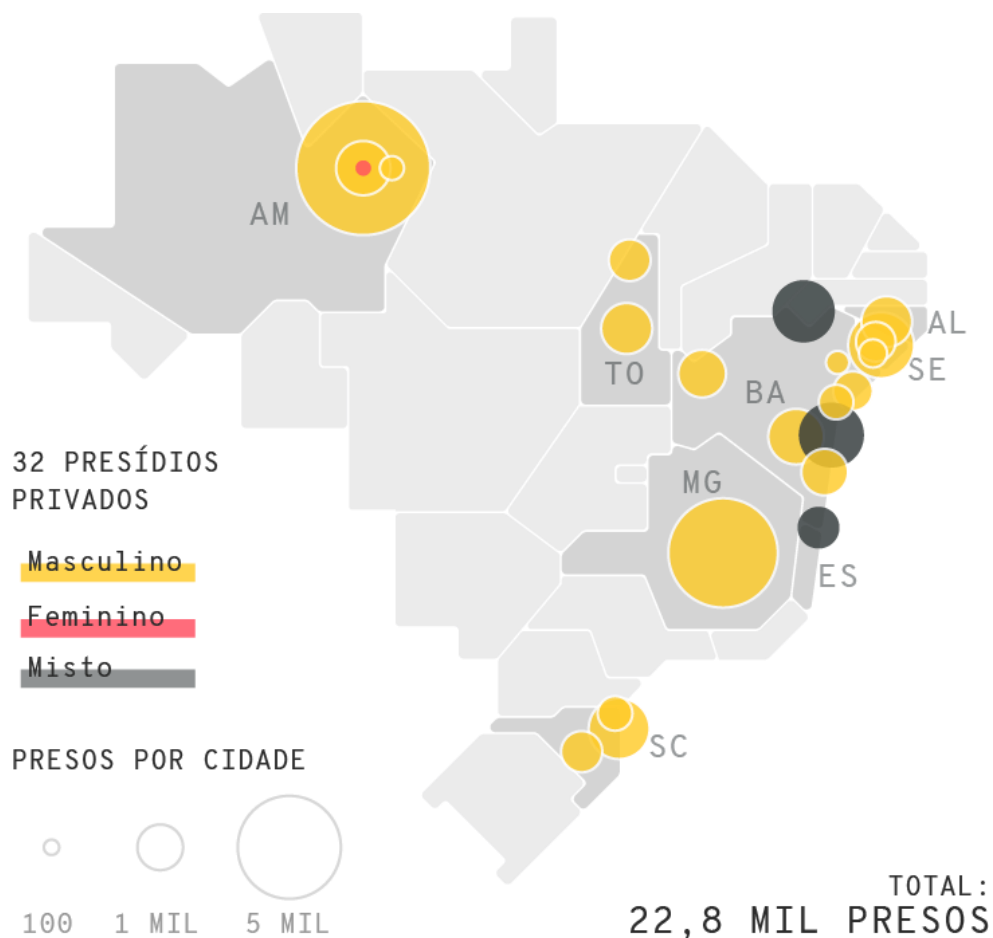 AM
AL
SE
TO
BA
MG
ES
SC
32 PRESÍDIOS
PRIVADOS
Masculino
Feminino
Misto
PRESOS POR CIDADE
100
1 MIL
5 MIL
TOTAL:
22,8 MIL PRESOS